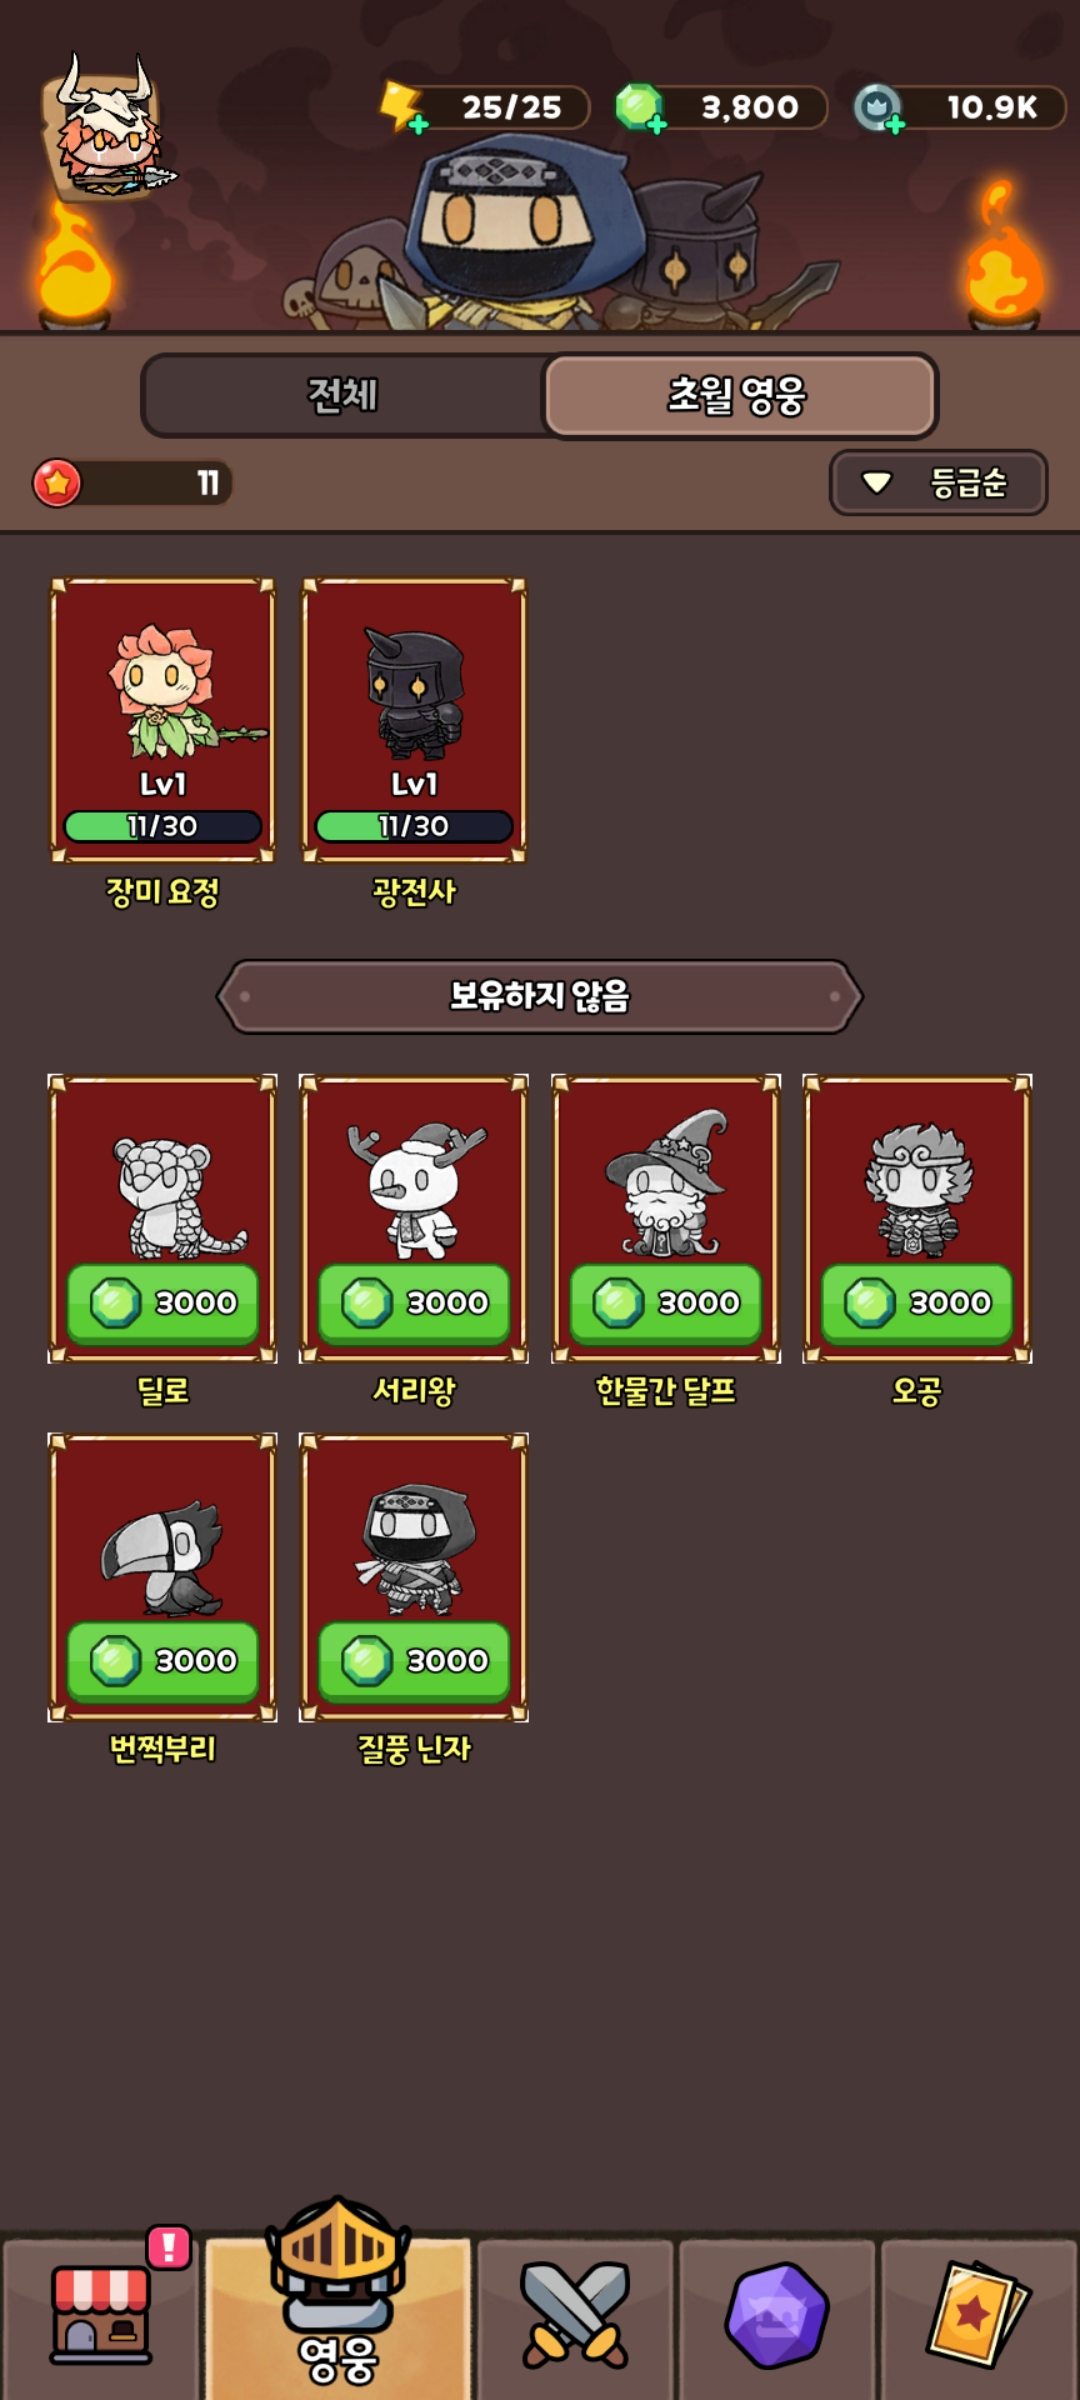 25/25 3,800 10.9K
전체 초월 영웅
11 등급순
Lv1 Lv1
11/30 11/30
장미 요정 광전사
보유하지 않음
3000 3000 3000 3000
딜로 서리왕 한물간 달프 오공
3000 3000
번쩍부리 질풍 닌자
!
영웅